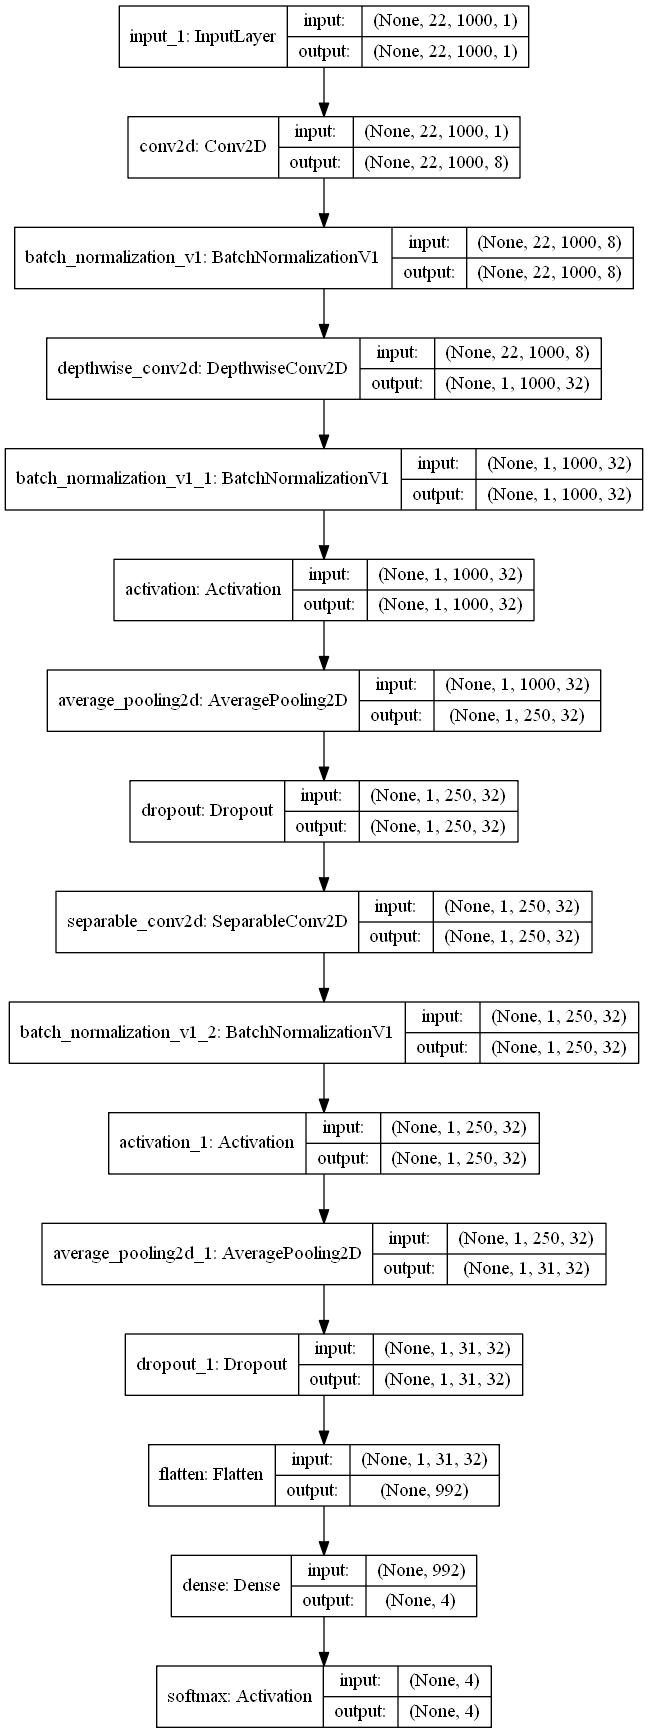 input_1: InputLayer
input: (None, 22, 1000, 1)
output: (None, 22, 1000, 1)
conv2d: Conv2D
input: (None, 22, 1000, 1)
output: (None, 22, 1000, 8)
batch_normalization_v1: BatchNormalizationV1
input: (None, 22, 1000, 8)
output: (None, 22, 1000, 8)
depthwise_conv2d: DepthwiseConv2D
input: (None, 22, 1000, 8)
output: (None, 1, 1000, 32)
batch_normalization_v1_1: BatchNormalizationV1
input: (None, 1, 1000, 32)
output: (None, 1, 1000, 32)
activation: Activation
input: (None, 1, 1000, 32)
output: (None, 1, 1000, 32)
average_pooling2d: AveragePooling2D
input: (None, 1, 1000, 32)
output: (None, 1, 250, 32)
dropout: Dropout
input: (None, 1, 250, 32)
output: (None, 1, 250, 32)
separable_conv2d: SeparableConv2D
input: (None, 1, 250, 32)
output: (None, 1, 250, 32)
batch_normalization_v1_2: BatchNormalizationV1
input: (None, 1, 250, 32)
output: (None, 1, 250, 32)
activation_1: Activation
input: (None, 1, 250, 32)
output: (None, 1, 250, 32)
average_pooling2d_1: AveragePooling2D
input: (None, 1, 250, 32)
output: (None, 1, 31, 32)
dropout_1: Dropout
input: (None, 1, 31, 32)
output: (None, 1, 31, 32)
flatten: Flatten
input: (None, 1, 31, 32)
output: (None, 992)
dense: Dense
input: (None, 992)
output: (None, 4)
softmax: Activation
input: (None, 4)
output: (None, 4)